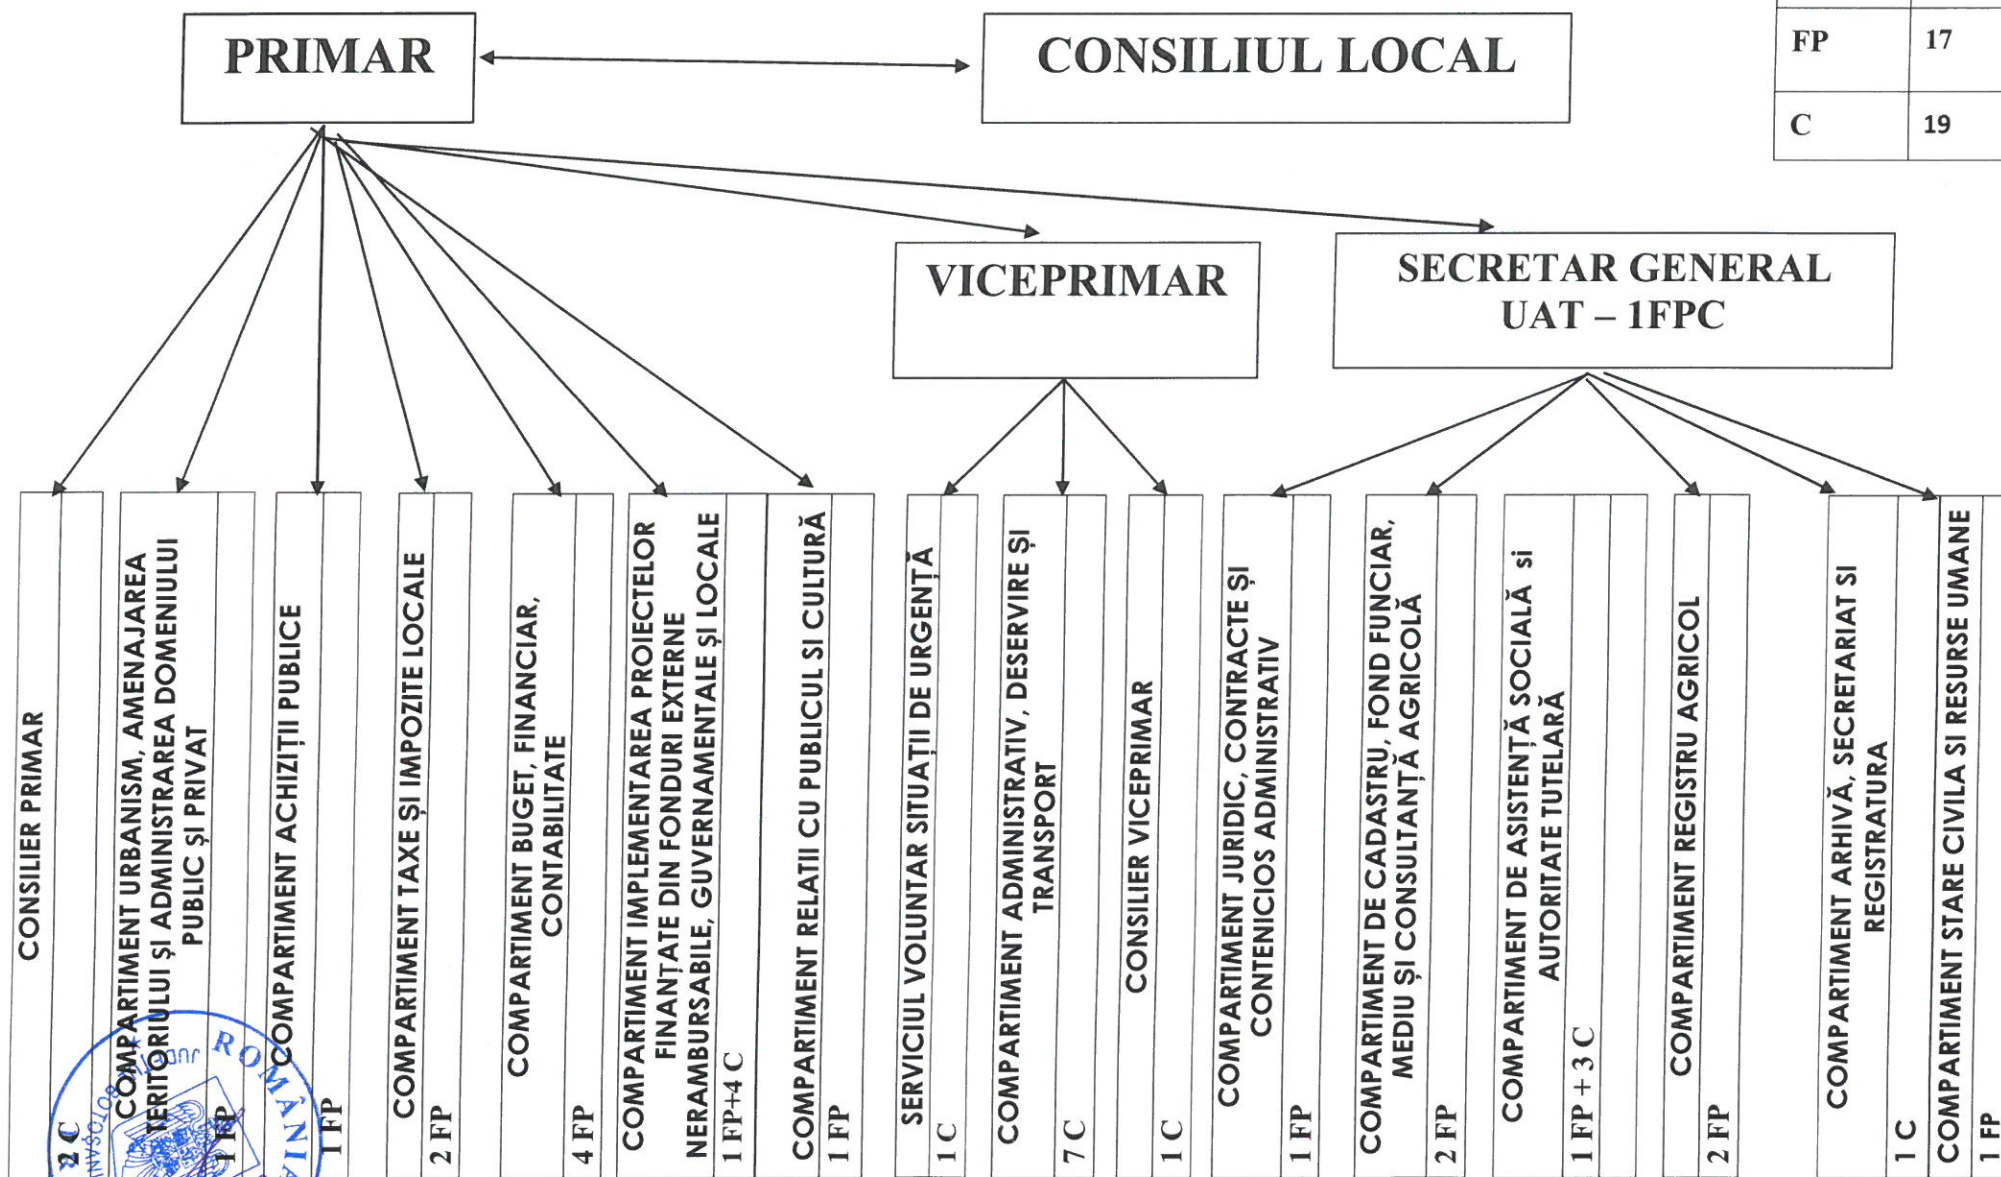 PRIMAR
CONSILIUL LOCAL
FP 17
C 19
VICEPRIMAR
SECRETAR GENERAL
UAT – 1FPC
CONSILIER PRIMAR
2 C
COMPARTIMENT URBANISM, AMENAJAREA
TERITORIULUI ȘI ADMINISTRAREA DOMENIULUI
PUBLIC ȘI PRIVAT
1 FP
COMPARTIMENT ACHIZIȚII PUBLICE
1 FP
COMPARTIMENT TAXE ȘI IMPOZITE LOCALE
2 FP
COMPARTIMENT BUGET, FINANCIAR,
CONTABILITATE
4 FP
COMPARTIMENT IMPLEMENTAREA PROIECTELOR
FINANȚATE DIN FONDURI EXTERNE
NERAMBURSABILE, GUVERNAMENTALE ȘI LOCALE
1 FP+4 C
COMPARTIMENT RELATII CU PUBLICUL SI CULTURĂ
1 FP
SERVICIUL VOLUNTAR SITUAȚII DE URGENȚĂ
1 C
COMPARTIMENT ADMINISTRATIV, DESERVIRE ȘI
TRANSPORT
7 C
CONSILIER VICEPRIMAR
1 C
COMPARTIMENT JURIDIC, CONTRACTE ȘI
CONTENICIOS ADMINISTRATIV
1 FP
COMPARTIMENT DE CADASTRU, FOND FUNCIAR,
MEDIU ȘI CONSULTANȚĂ AGRICOLĂ
2 FP
COMPARTIMENT DE ASISTENȚĂ SOCIALĂ si
AUTORITATE TUTELARĂ
1 FP + 3 C
COMPARTIMENT REGISTRU AGRICOL
2 FP
COMPARTIMENT ARHIVĂ, SECRETARIAT SI
REGISTRATURA
1 C
COMPARTIMENT STARE CIVILA SI RESURSE UMANE
1 FP
ROMÂNIA
JUDEȚUL BOTOȘANI